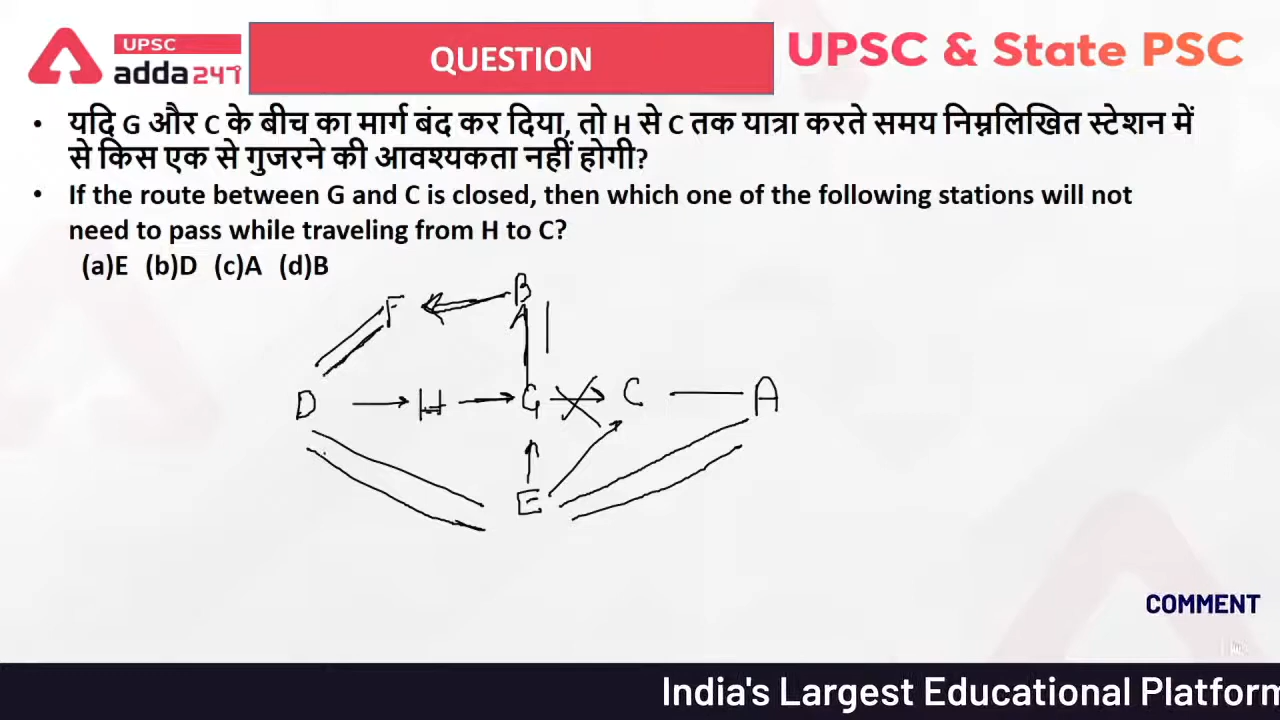 UPSC
adda247
QUESTION
UPSC & State PSC
• यदि G और C के बीच का मार्ग बंद कर दिया, तो H से C तक यात्रा करते समय निम्नलिखित स्टेशन में
से किस एक से गुजरने की आवश्यकता नहीं होगी?
• If the route between G and C is closed, then which one of the following stations will not
need to pass while traveling from H to C?
(a)E (b)D (c)A (d)B
B
F
D H G C A
E
COMMENT
India's Largest Educational Platform